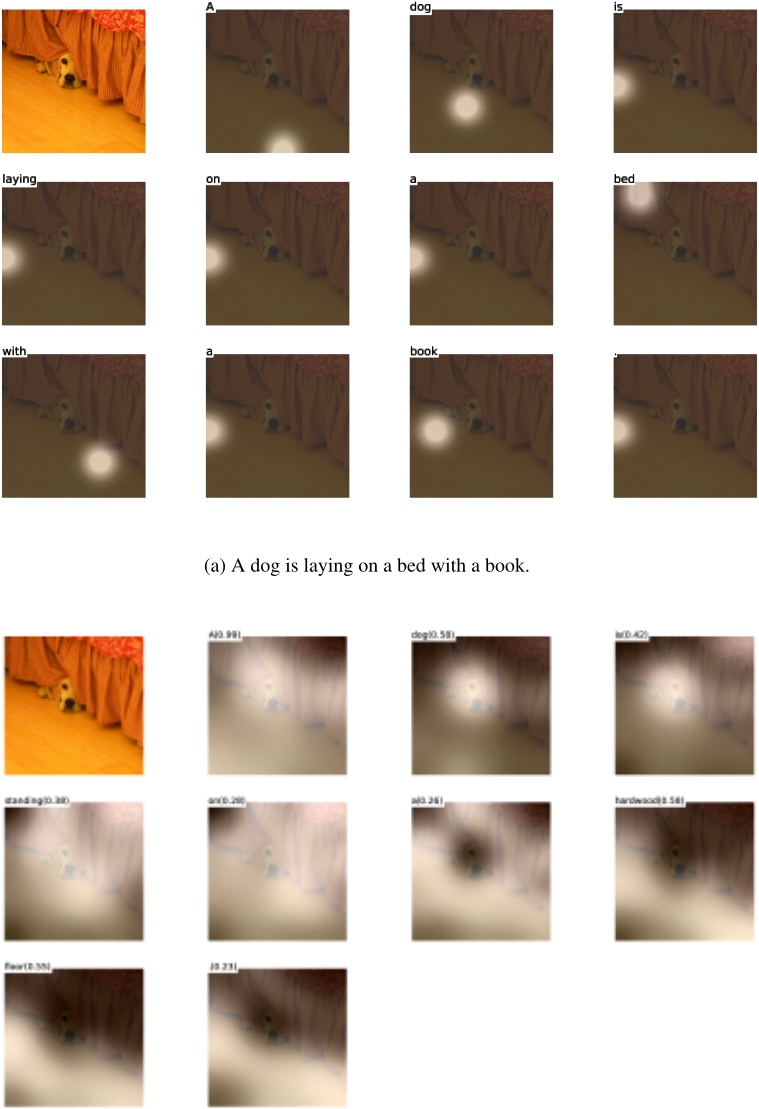 A dog is
laying on a bed
with a book .
(a) A dog is laying on a bed with a book.
A(0.99) dog(0.58) is(0.42)
standing(0.38) on(0.28) a(0.26) hardwood(0.58)
floor(0.55) .(0.23)